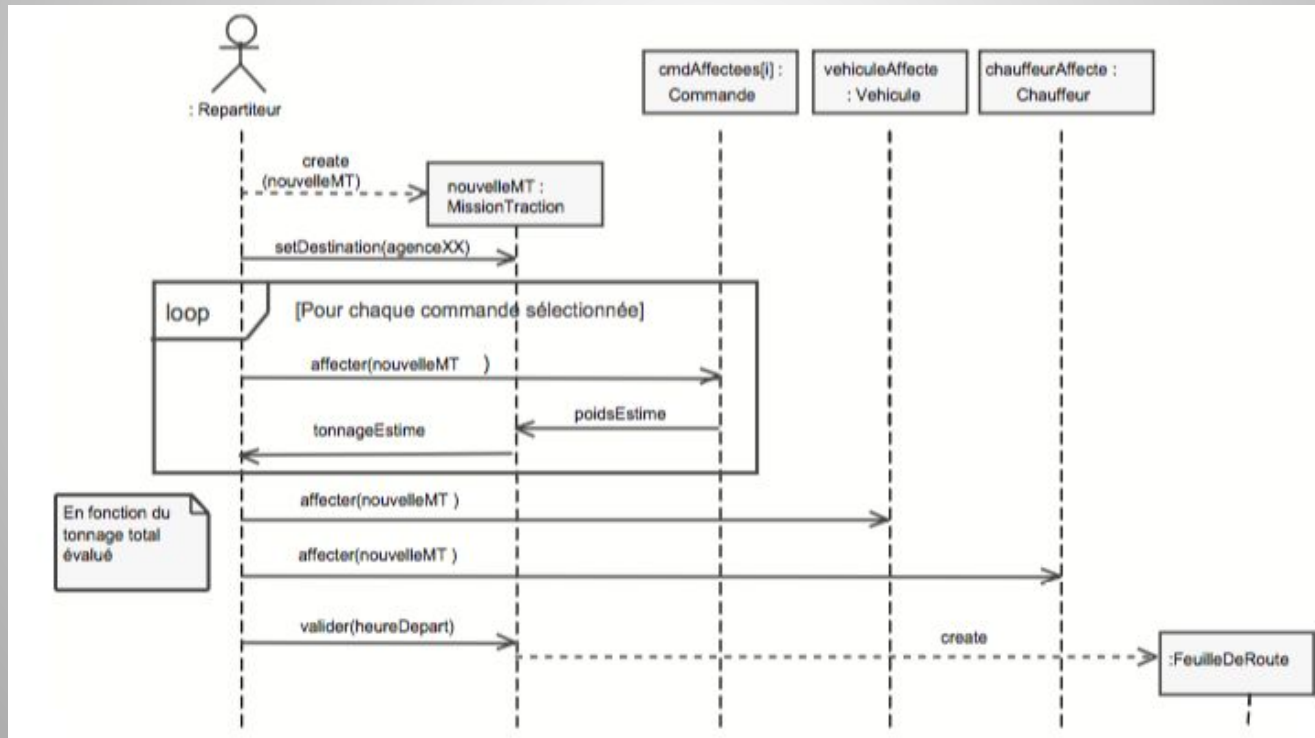 cmdAffectees[i] :
Commande
vehiculeAffecte
: Vehicule
chauffeurAffecte :
Chauffeur
: Repartiteur
create
(nouvelleMT)
nouvelleMT :
MissionTraction
setDestination(agenceXX)
loop
[Pour chaque commande sélectionnée]
affecter(nouvelleMT )
poidsEstime
tonnageEstime
En fonction du
tonnage total
évalué
affecter(nouvelleMT )
affecter(nouvelleMT )
valider(heureDepart)
create
:FeuilleDeRoute